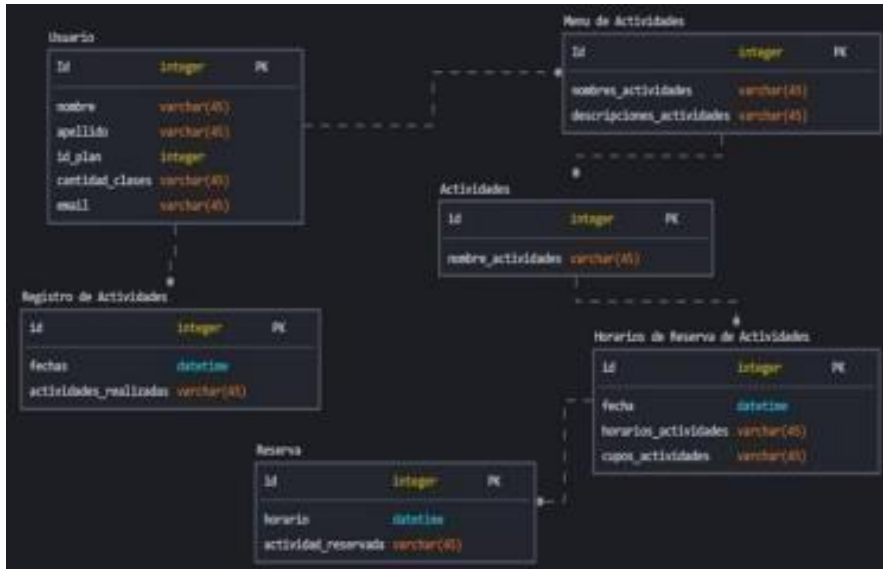 Usuario
Id integer PK
nombre varchar(45)
apellido varchar(45)
id_plan integer
cantidad_clases varchar(45)
email varchar(45)
Menu de Actividades
Id integer PK
nombres_actividades varchar(45)
descripciones_actividades varchar(45)
Actividades
id integer PK
nombre_actividades varchar(45)
Registro de Actividades
id integer PK
fechas datetime
actividades_realizadas varchar(45)
Horarios de Reserva de Actividades
id integer PK
fecha datetime
horarios_actividades varchar(45)
cupos_actividades varchar(45)
Reserva
id integer PK
horario datetime
actividad_reservada varchar(45)